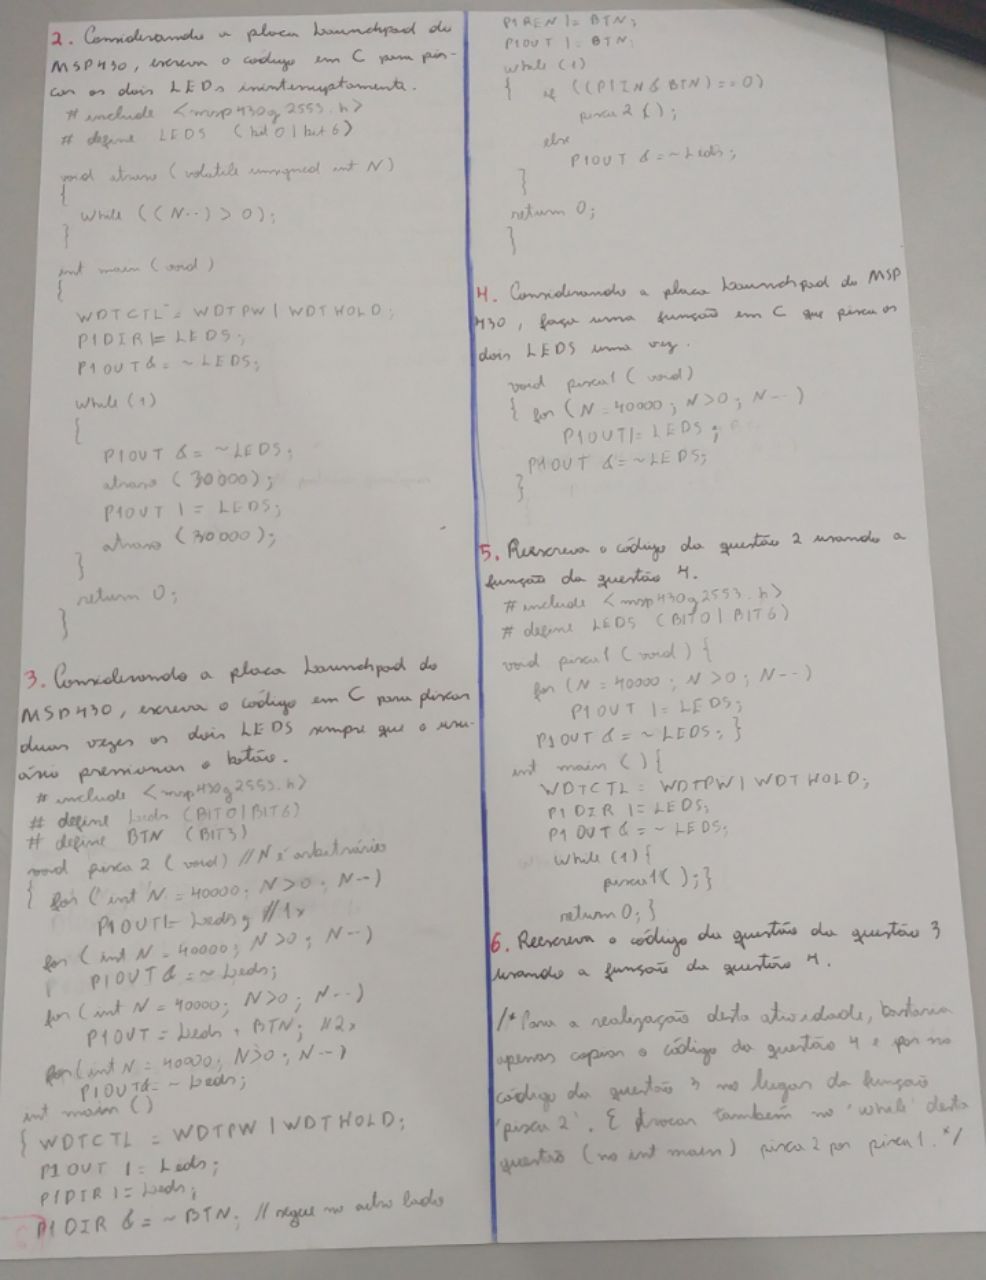 2. Considerando a placa Launchpad do
MSP430, escreva o código em C para pis-
car os dois LEDs ininterruptamente.
# include <msp430g2553.h>
# define LEDS (bit 0 | bit 6)
void atraso (volatile unsigned int N)
{
while ((N--) > 0);
}
int main (void)
{
WDTCTL = WDTPW | WDTHOLD;
P1DIR |= LEDS;
P1OUT &= ~LEDS;
while (1)
{
P1OUT &= ~LEDS;
atraso (30000);
P1OUT |= LEDS;
atraso (30000);
}
return 0;
}
3. Considerando a placa Launchpad do
MSP430, escreva o código em C para piscar
duas vezes os dois LEDS sempre que o usu-
ário pressionar o botão.
# include <msp430g2553.h>
# define Leds (BIT0|BIT6)
# define BTN (BIT3)
void pisca 2 (void) //N é arbitrário
{ for (int N = 40000; N>0; N--)
P1OUT |= Leds; //1x
for (int N = 40000; N>0; N--)
P1OUT &= ~Leds;
for (int N = 40000; N>0; N--)
P1OUT = Leds + BTN; //2x
for (int N = 40000; N>0; N--)
P1OUT &= ~Leds;
int main ()
{ WDTCTL = WDTPW | WDTHOLD;
P1OUT |= Leds;
P1DIR |= Leds;
P1DIR &= ~BTN; // segue no outro lado
P1REN |= BTN;
P1OUT |= BTN;
while (1)
{ if ((P1IN & BTN) == 0)
pisca 2 ();
else
P1OUT &= ~Leds;
}
return 0;
}
4. Considerando a placa Launchpad do MSP
430, faça uma função em C que pisca os
dois LEDS uma vez.
void pisca1 (void)
{ for (N = 40000; N>0; N--)
P1OUT |= LEDS;
P1OUT &= ~LEDS;
}
5. Reescreva o código da questão 2 usando a
função da questão 4.
# include <msp430g2553.h>
# define LEDS (BIT0|BIT6)
void pisca1 (void) {
for (N = 40000; N>0; N--)
P1OUT |= LEDS;
P1OUT &= ~LEDS; }
int main () {
WDTCTL = WDTPW | WDTHOLD;
P1DIR |= LEDS;
P1OUT &= ~LEDS;
while (1) {
pisca1(); }
return 0; }
6. Reescreva o código da questão da questão 3
usando a função da questão 4.
/* Para a realização desta atividade, bastaria
apenas copiar o código da questão 4 e por no
código da questão 3 no lugar da função
'pisca 2'. E trocar também no 'while' desta
questão (no int main) pisca 2 por pisca 1. */